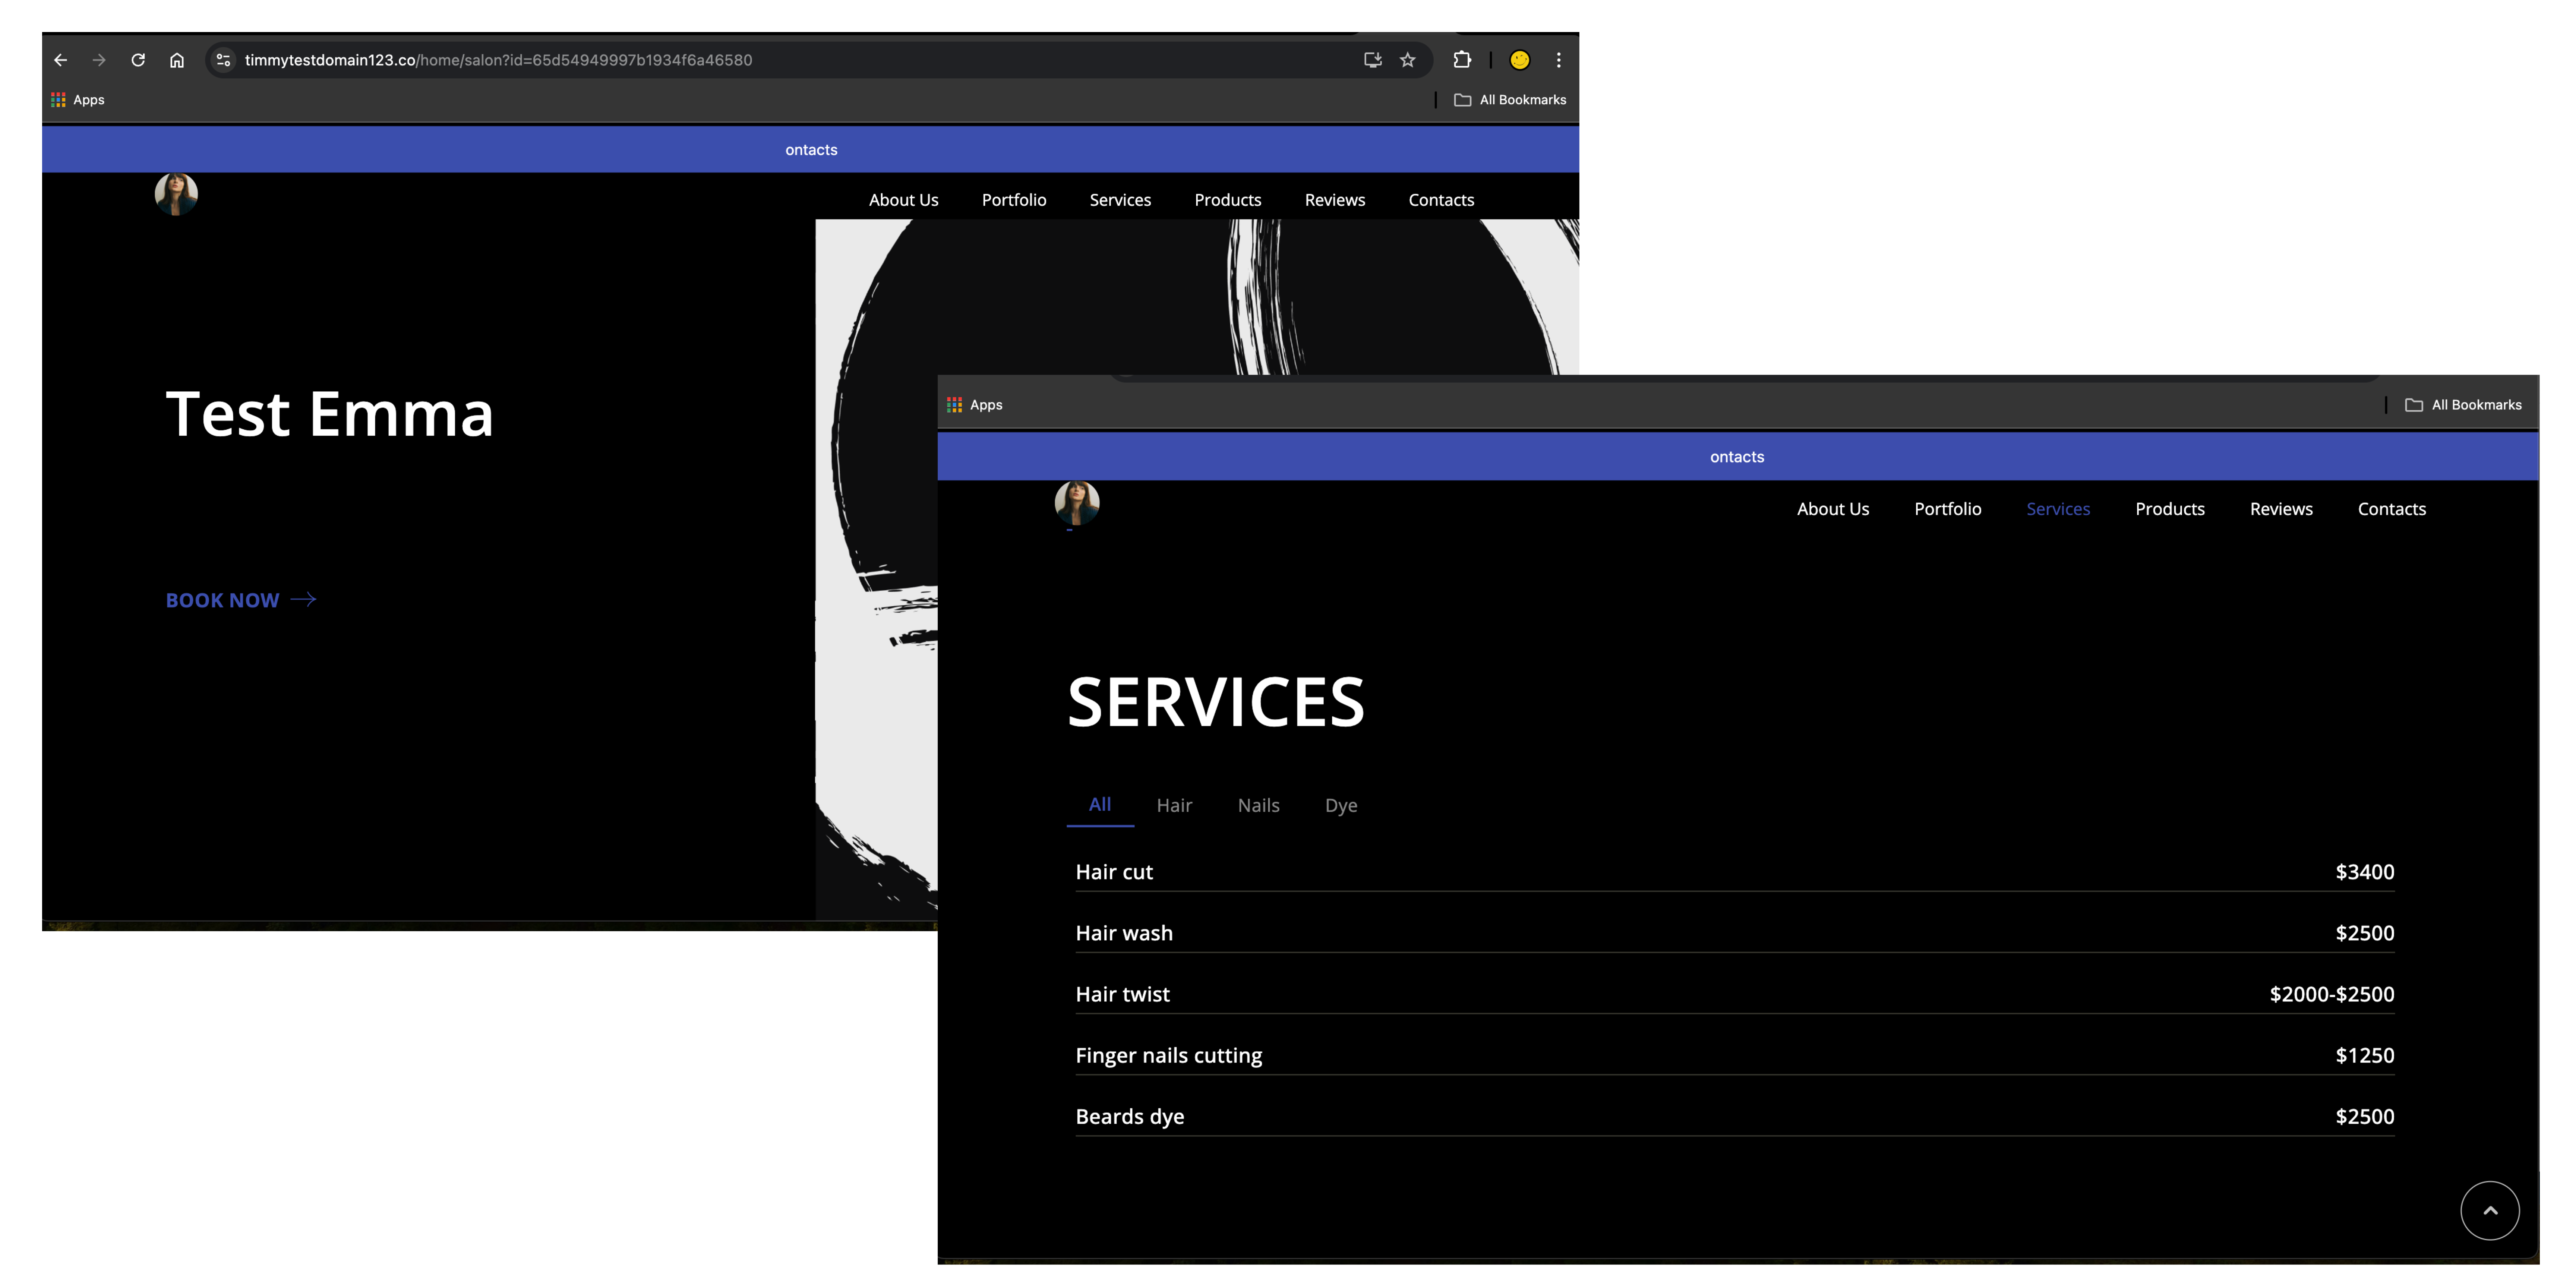 timmytestdomain123.co/home/salon?id=65d54949997b1934f6a46580
Apps
All Bookmarks
ontacts
About Us Portfolio Services Products Reviews Contacts
Test Emma
BOOK NOW
Apps
All Bookmarks
ontacts
About Us Portfolio Services Products Reviews Contacts
SERVICES
All Hair Nails Dye
Hair cut $3400
Hair wash $2500
Hair twist $2000-$2500
Finger nails cutting $1250
Beards dye $2500